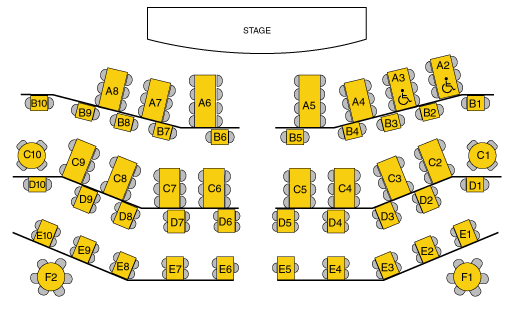 STAGE
A8 A7 A6 A5 A4 A3 A2
B10 B9 B8 B7 B6 B5 B4 B3 B2 B1
C10 C9 C8 C7 C6 C5 C4 C3 C2 C1
D10 D9 D8 D7 D6 D5 D4 D3 D2 D1
E10 E9 E8 E7 E6 E5 E4 E3 E2 E1
F2 F1